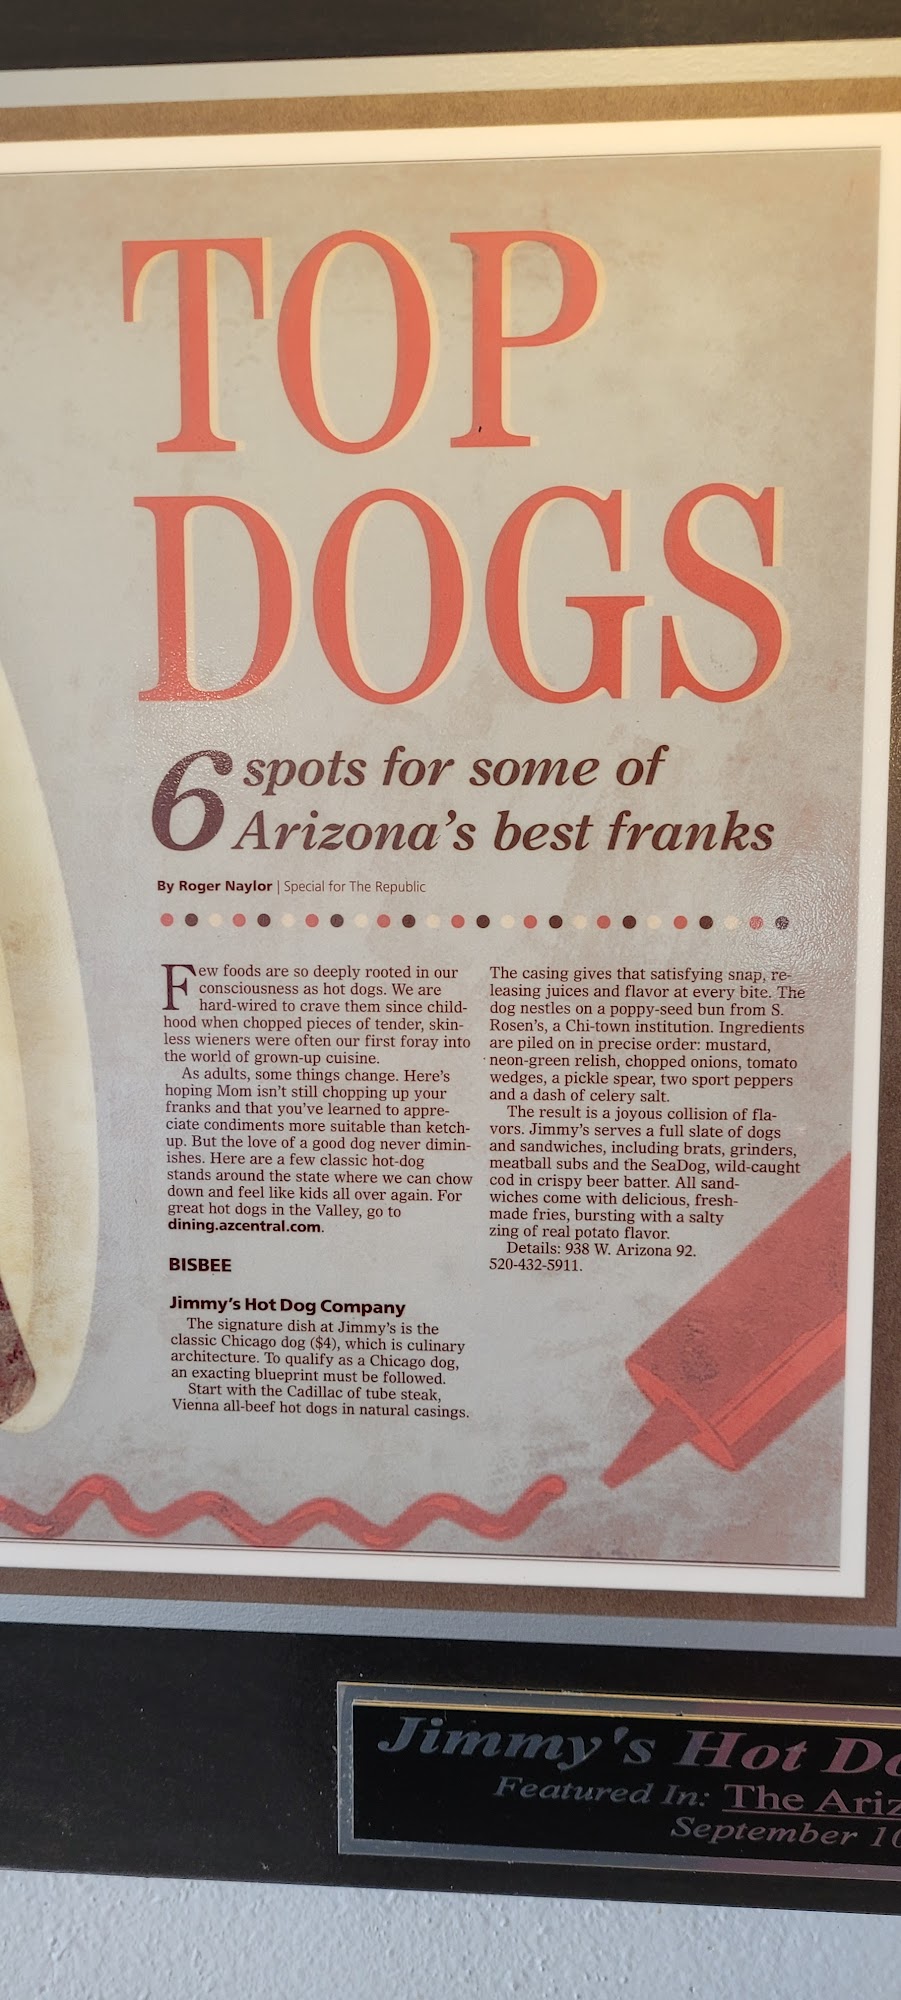 TOP
DOGS
6 spots for some of
Arizona's best franks
By Roger Naylor | Special for The Republic
Few foods are so deeply rooted in our
consciousness as hot dogs. We are
hard-wired to crave them since child-
hood when chopped pieces of tender, skin-
less wieners were often our first foray into
the world of grown-up cuisine.
As adults, some things change. Here's
hoping Mom isn't still chopping up your
franks and that you've learned to appre-
ciate condiments more suitable than ketch-
up. But the love of a good dog never dimin-
ishes. Here are a few classic hot-dog
stands around the state where we can chow
down and feel like kids all over again. For
great hot dogs in the Valley, go to
dining.azcentral.com.
BISBEE
Jimmy's Hot Dog Company
The signature dish at Jimmy's is the
classic Chicago dog ($4), which is culinary
architecture. To qualify as a Chicago dog,
an exacting blueprint must be followed.
Start with the Cadillac of tube steak,
Vienna all-beef hot dogs in natural casings.
The casing gives that satisfying snap, re-
leasing juices and flavor at every bite. The
dog nestles on a poppy-seed bun from S.
Rosen's, a Chi-town institution. Ingredients
are piled on in precise order: mustard,
neon-green relish, chopped onions, tomato
wedges, a pickle spear, two sport peppers
and a dash of celery salt.
The result is a joyous collision of fla-
vors. Jimmy's serves a full slate of dogs
and sandwiches, including brats, grinders,
meatball subs and the SeaDog, wild-caught
cod in crispy beer batter. All sand-
wiches come with delicious, fresh-
made fries, bursting with a salty
zing of real potato flavor.
Details: 938 W. Arizona 92.
520-432-5911.
Jimmy's Hot Do
Featured In: The Ariz
September 10